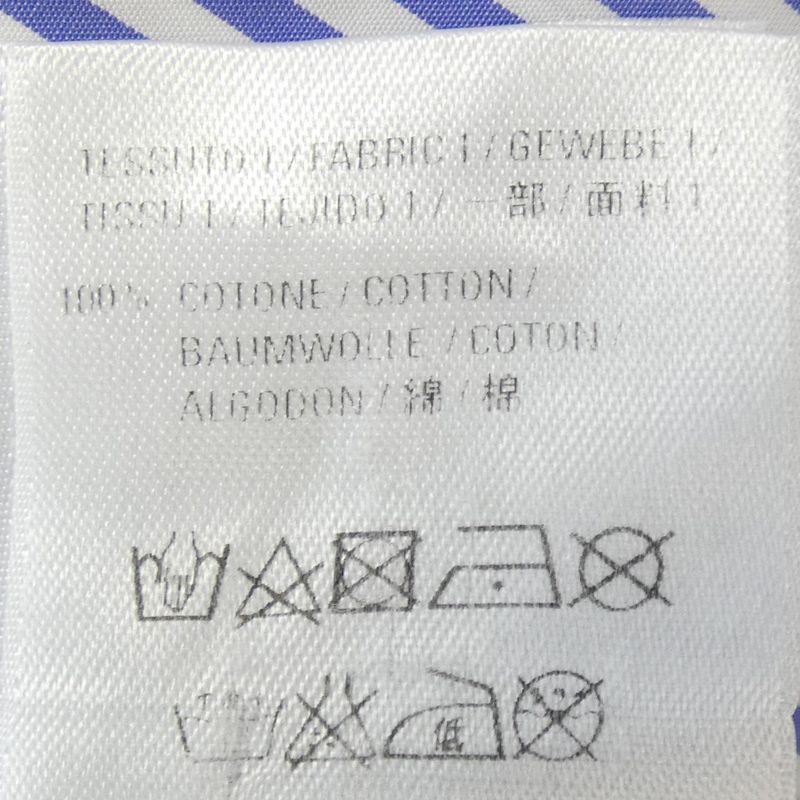 TESSUTO 1 / FABRIC 1 / GEWEBE 1 /
TISSU 1 / TEJIDO 1 / 一部 / 面料 1
100% COTONE / COTTON /
BAUMWOLLE / COTON /
ALGODON / 綿 / 棉
低